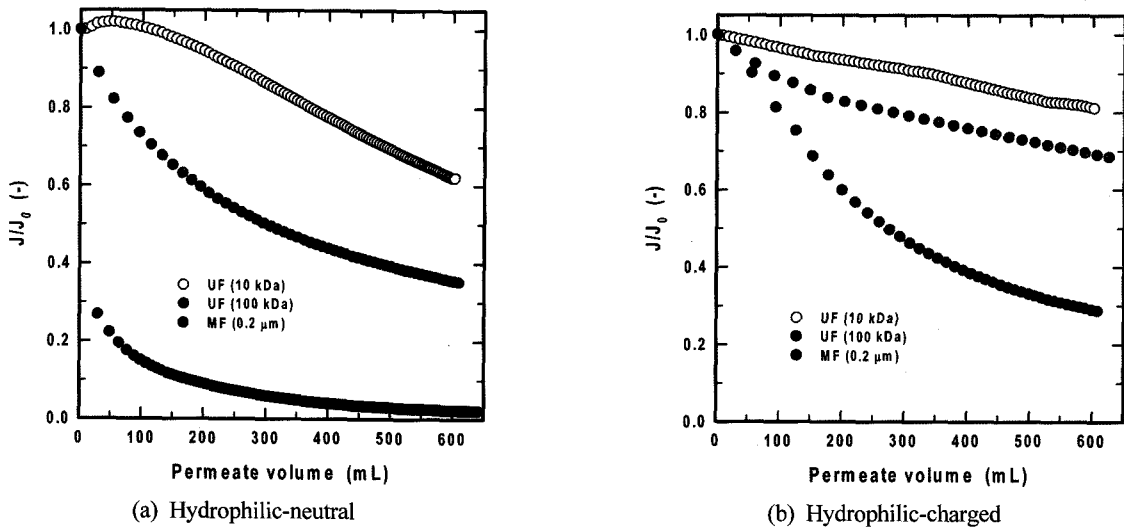 1.0
0.8
0.6
0.4
0.2
0.0
J/J₀ (-)
UF (10 kDa)
UF (100 kDa)
MF (0.2 μm)
0 100 200 300 400 500 600
Permeate volume (mL)
(a) Hydrophilic-neutral
1.0
0.8
0.6
0.4
0.2
0.0
J/J₀ (-)
UF (10 kDa)
UF (100 kDa)
MF (0.2 μm)
0 100 200 300 400 500 600
Permeate volume (mL)
(b) Hydrophilic-charged